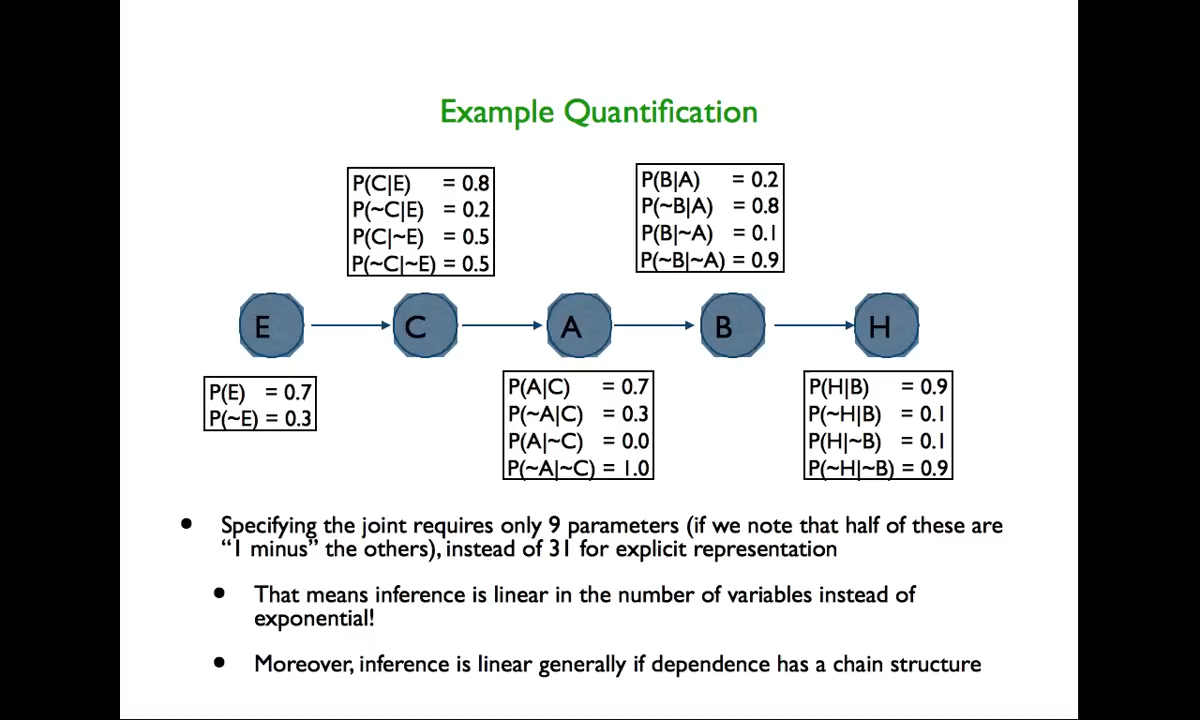 Example Quantification
P(C|E) = 0.8
P(~C|E) = 0.2
P(C|~E) = 0.5
P(~C|~E) = 0.5
P(B|A) = 0.2
P(~B|A) = 0.8
P(B|~A) = 0.1
P(~B|~A) = 0.9
E
C
A
B
H
P(E) = 0.7
P(~E) = 0.3
P(A|C) = 0.7
P(~A|C) = 0.3
P(A|~C) = 0.0
P(~A|~C) = 1.0
P(H|B) = 0.9
P(~H|B) = 0.1
P(H|~B) = 0.1
P(~H|~B) = 0.9
• Specifying the joint requires only 9 parameters (if we note that half of these are
“1 minus” the others), instead of 31 for explicit representation
• That means inference is linear in the number of variables instead of
exponential!
• Moreover, inference is linear generally if dependence has a chain structure